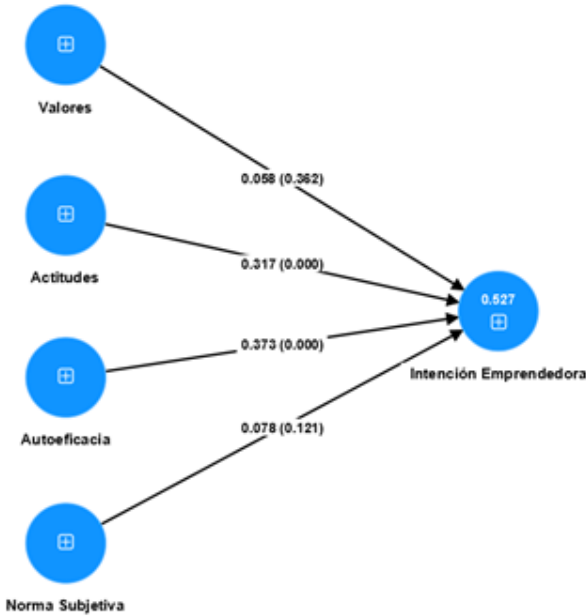 Valores
0.058 (0.362)
Actitudes
0.317 (0.000)
0.527
Intención Emprendedora
0.373 (0.000)
Autoeficacia
0.078 (0.121)
Norma Subjetiva